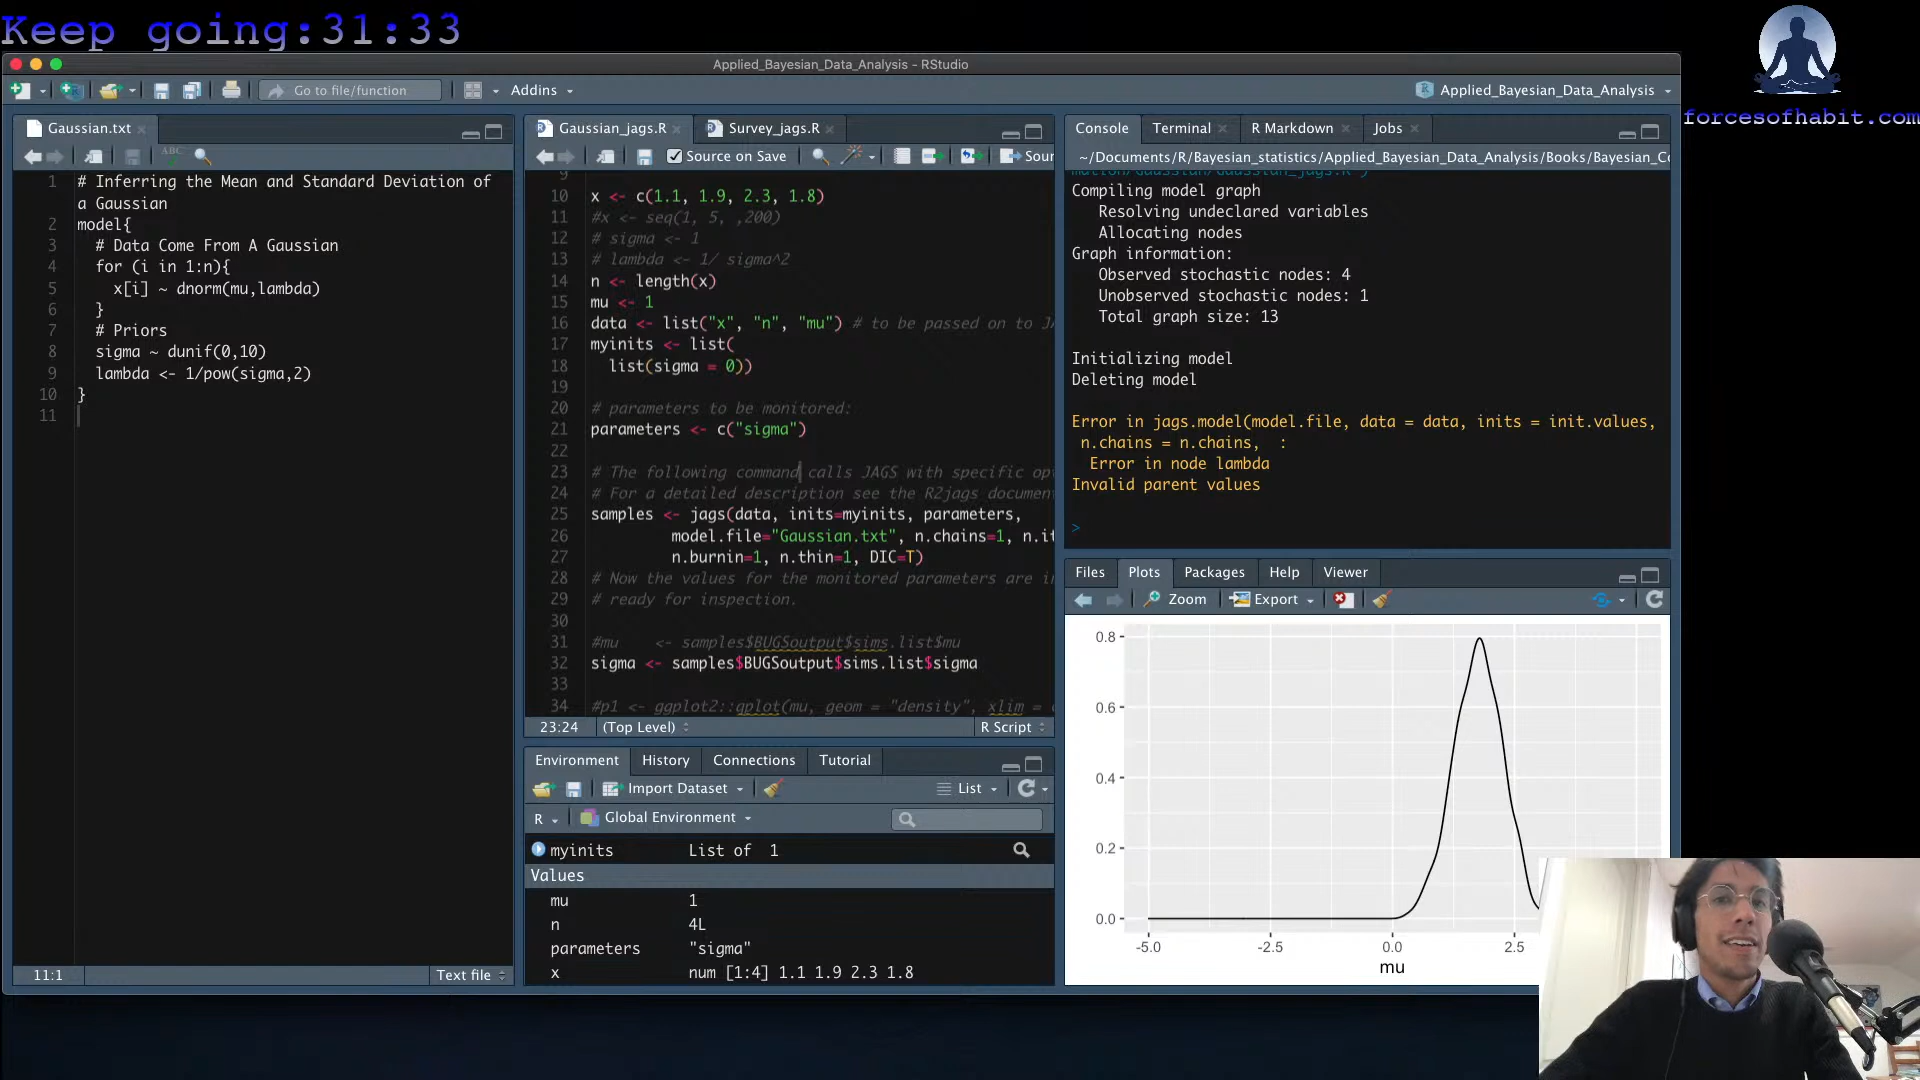 Keep going:31:33
forcesofhabit.com
Applied_Bayesian_Data_Analysis - RStudio
Go to file/function
Addins
Applied_Bayesian_Data_Analysis
Gaussian.txt
ABC
1 # Inferring the Mean and Standard Deviation of
a Gaussian
2 model{
3 # Data Come From A Gaussian
4 for (i in 1:n){
5 x[i] ~ dnorm(mu,lambda)
6 }
7 # Priors
8 sigma ~ dunif(0,10)
9 lambda <- 1/pow(sigma,2)
10 }
11
11:1
Text file
Gaussian_jags.R
Survey_jags.R
Source on Save
Sour
9
10 x <- c(1.1, 1.9, 2.3, 1.8)
11 #x <- seq(1, 5, ,200)
12 # sigma <- 1
13 # lambda <- 1/ sigma^2
14 n <- length(x)
15 mu <- 1
16 data <- list("x", "n", "mu") # to be passed on to JA
17 myinits <- list(
18 list(sigma = 0))
19
20 # parameters to be monitored:
21 parameters <- c("sigma")
22
23 # The following command calls JAGS with specific op
24 # For a detailed description see the R2jags document
25 samples <- jags(data, inits=myinits, parameters,
26 model.file="Gaussian.txt", n.chains=1, n.it
27 n.burnin=1, n.thin=1, DIC=T)
28 # Now the values for the monitored parameters are in
29 # ready for inspection.
30
31 #mu <- samples$BUGSoutput$sims.list$mu
32 sigma <- samples$BUGSoutput$sims.list$sigma
33
34 #p1 <- ggplot2::qplot(mu, geom = "density", xlim = c
23:24
(Top Level)
R Script
Environment
History
Connections
Tutorial
Import Dataset
List
R
Global Environment
myinits List of 1
Values
mu 1
n 4L
parameters "sigma"
x num [1:4] 1.1 1.9 2.3 1.8
Console
Terminal
R Markdown
Jobs
~/Documents/R/Bayesian_statistics/Applied_Bayesian_Data_Analysis/Books/Bayesian_Co
mation/Gaussian/Gaussian_jags.R')
Compiling model graph
Resolving undeclared variables
Allocating nodes
Graph information:
Observed stochastic nodes: 4
Unobserved stochastic nodes: 1
Total graph size: 13
Initializing model
Deleting model
Error in jags.model(model.file, data = data, inits = init.values,
n.chains = n.chains, :
Error in node lambda
Invalid parent values
>
Files
Plots
Packages
Help
Viewer
Zoom
Export
0.8
0.6
0.4
0.2
0.0
-5.0
-2.5
0.0
2.5
mu